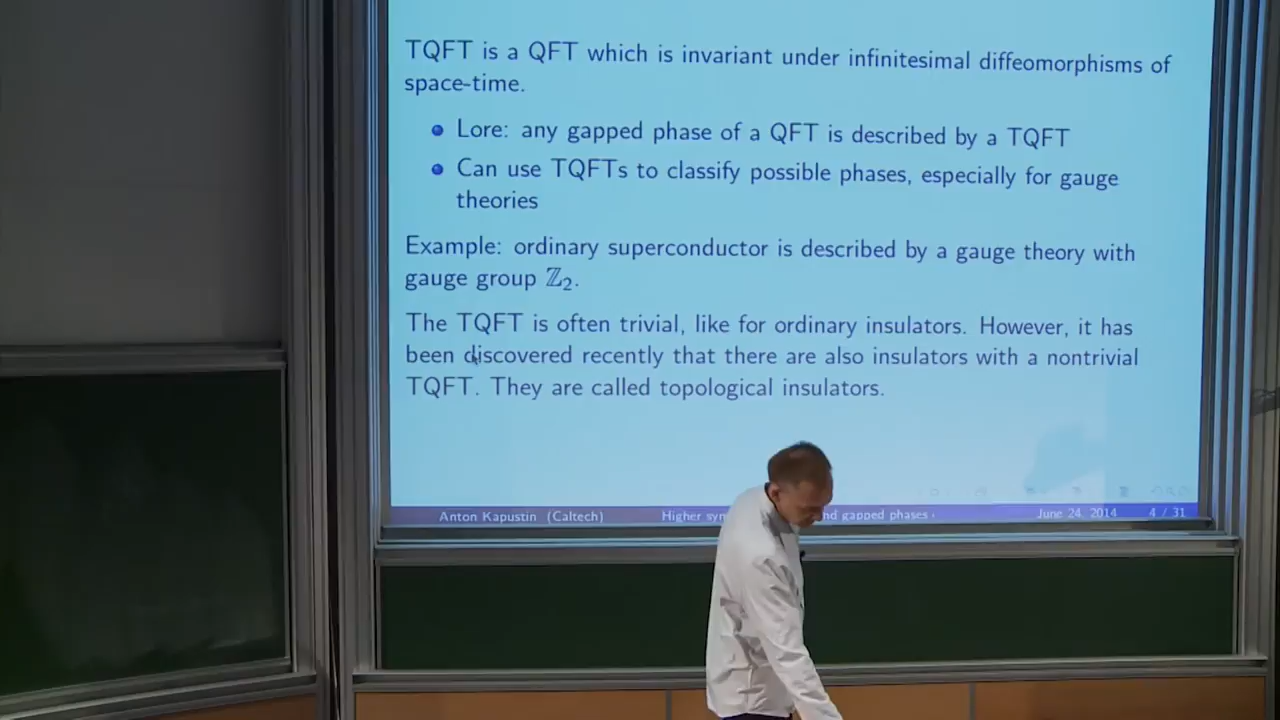 TQFT is a QFT which is invariant under infinitesimal diffeomorphisms of
space-time.
Lore: any gapped phase of a QFT is described by a TQFT
Can use TQFTs to classify possible phases, especially for gauge
theories
Example: ordinary superconductor is described by a gauge theory with
gauge group ℤ₂.
The TQFT is often trivial, like for ordinary insulators. However, it has
been discovered recently that there are also insulators with a nontrivial
TQFT. They are called topological insulators.
Anton Kapustin (Caltech) Higher gapped phases June 24, 2014 4 / 31